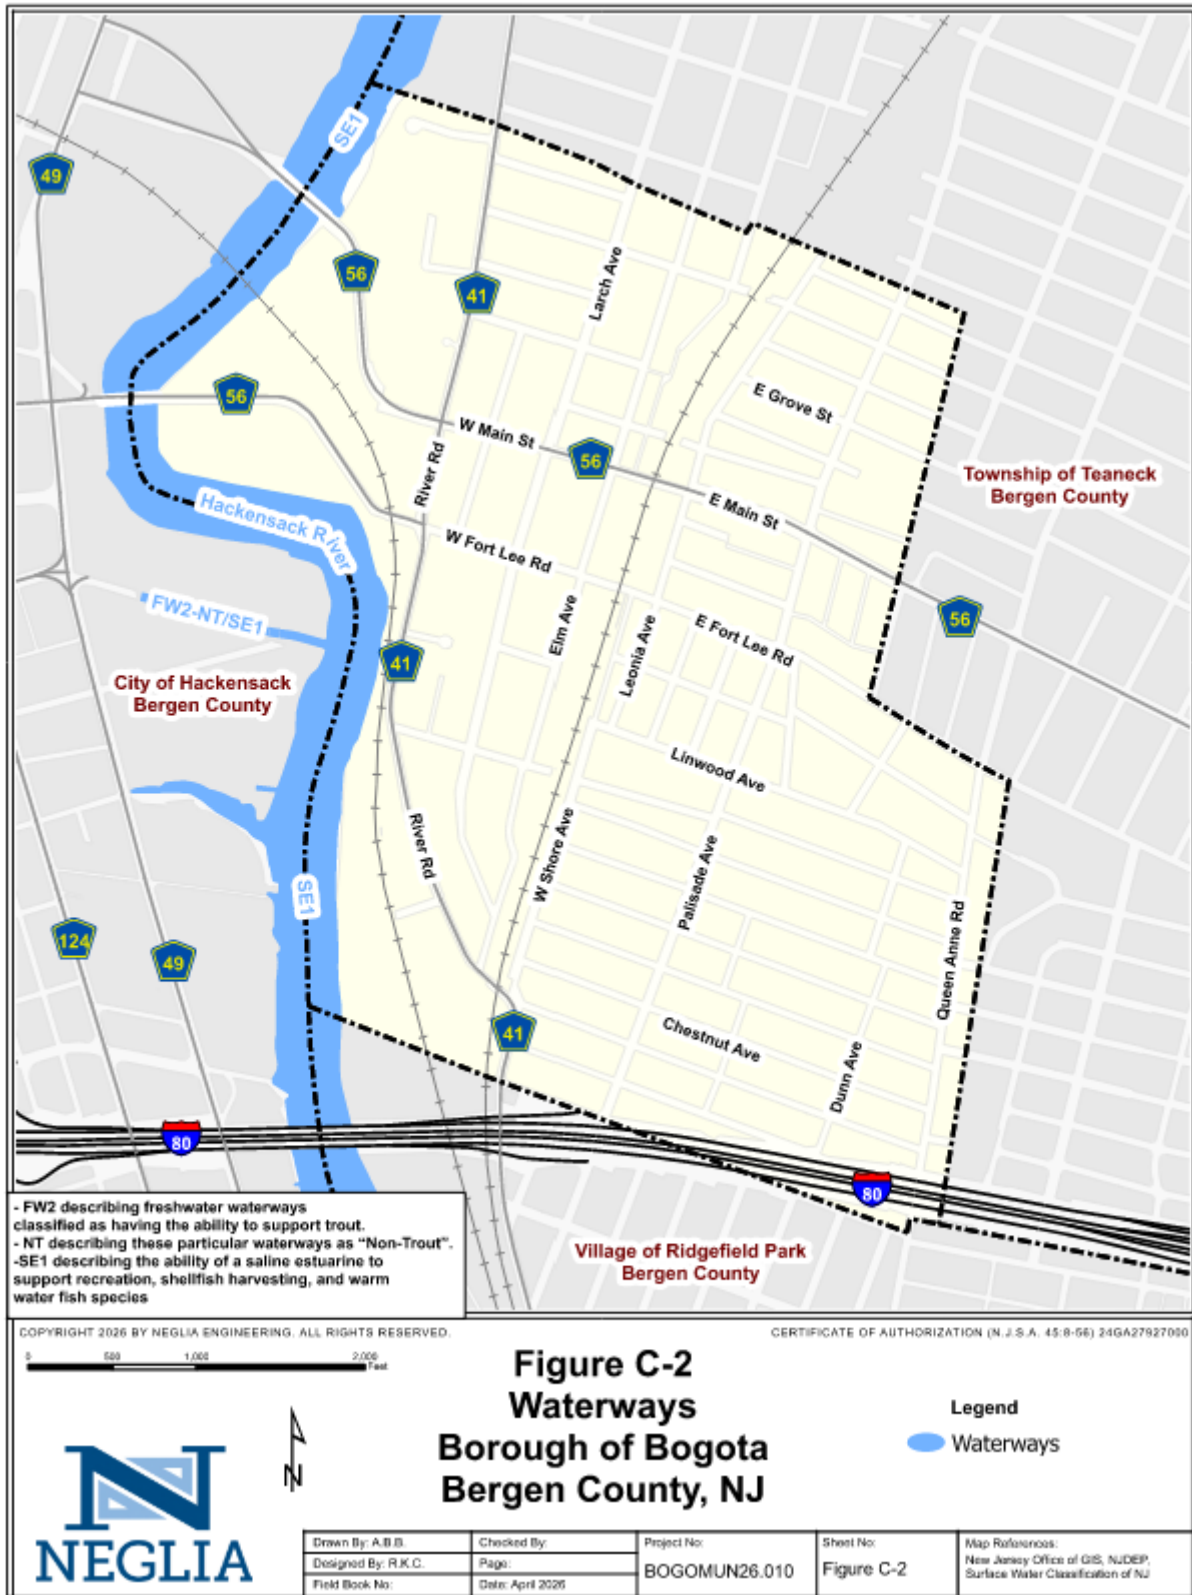 SE1
49
56
41
Larch Ave
56
E Grove St
W Main St
River Rd
56
Township of Teaneck
Bergen County
E Main St
Hackensack River
W Fort Lee Rd
FW2-NT/SE1
Elm Ave
Leonia Ave
E Fort Lee Rd
56
41
City of Hackensack
Bergen County
Linwood Ave
River Rd
W Shore Ave
Palisade Ave
SE1
124
49
Queen Anne Rd
41
Chestnut Ave
Dunn Ave
80
80
Village of Ridgefield Park
Bergen County
- FW2 describing freshwater waterways
classified as having the ability to support trout.
- NT describing these particular waterways as “Non-Trout”.
-SE1 describing the ability of a saline estuarine to
support recreation, shellfish harvesting, and warm
water fish species
COPYRIGHT 2026 BY NEGLIA ENGINEERING. ALL RIGHTS RESERVED.
CERTIFICATE OF AUTHORIZATION (N.J.S.A. 45:8-56) 24GA27927000
0 500 1,000 2,000
Feet
Figure C-2
Waterways
Borough of Bogota
Bergen County, NJ
Legend
Waterways
N
NEGLIA
Drawn By: A.B.B.
Designed By: R.K.C.
Field Book No:
Checked By:
Page:
Date: April 2026
Project No:
BOGOMUN26.010
Sheet No:
Figure C-2
Map References:
New Jersey Office of GIS, NJDEP,
Surface Water Classification of NJ